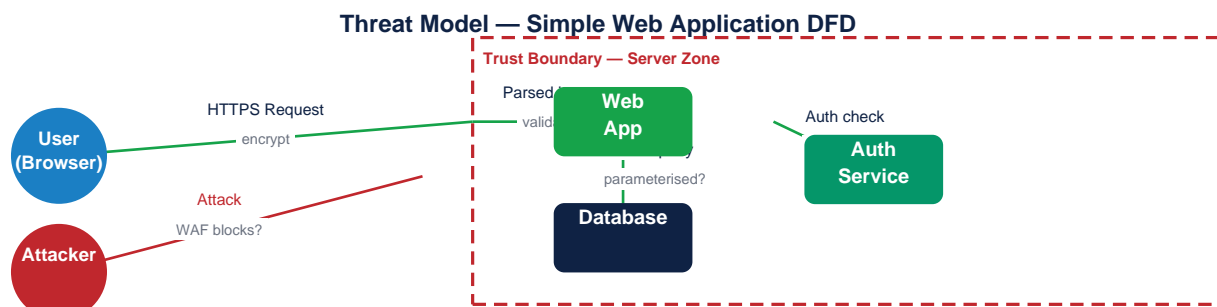 Threat Model — Simple Web Application DFD
Trust Boundary — Server Zone
Parsed
Web
App
HTTPS Request
encrypt
Auth check
User
(Browser)
Auth
Service
parameterised?
Attack
WAF blocks?
Database
Attacker